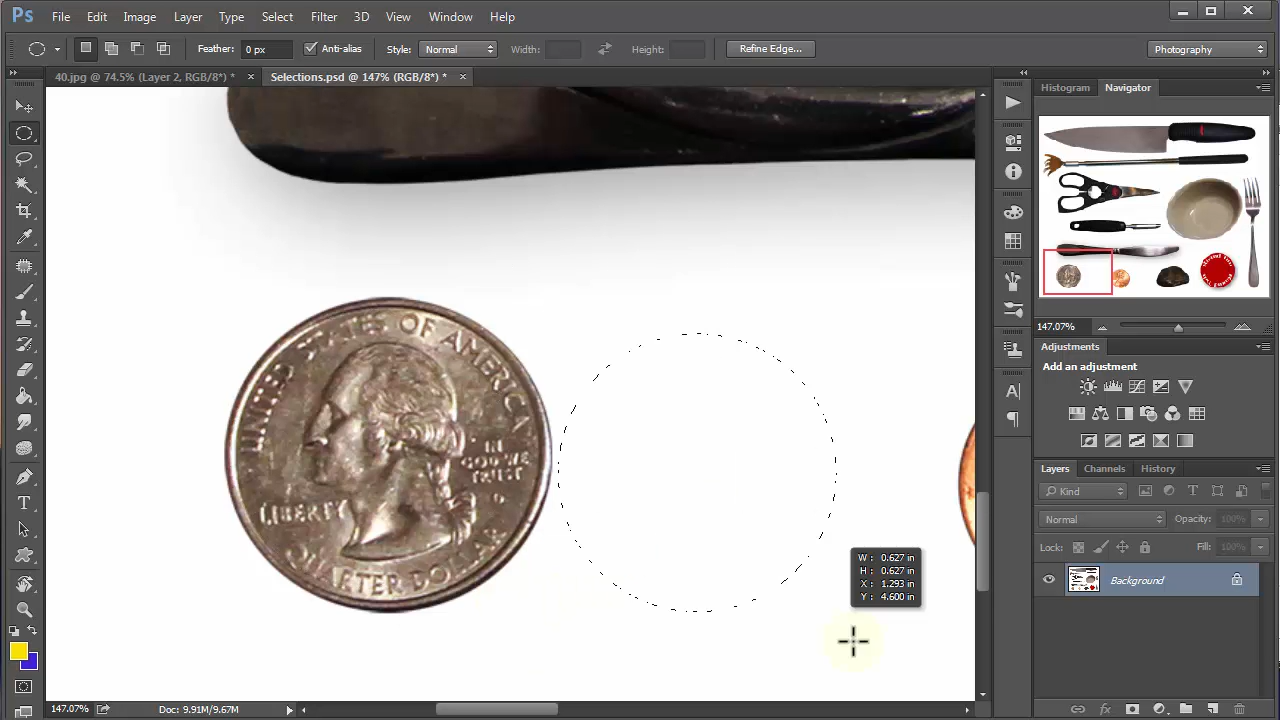 Ps File Edit Image Layer Type Select Filter 3D View Window Help
Feather: 0 px Anti-alias Style: Normal Width: Height: Refine Edge... Photography
40.jpg @ 74.5% (Layer 2, RGB/8*) * × Selections.psd @ 147% (RGB/8*) * ×
Histogram Navigator
147.07%
Adjustments
Add an adjustment
Layers Channels History
Kind
Normal Opacity: 100%
Lock: Fill: 100%
Background
UNITED STATES OF AMERICA
IN
GOD WE
TRUST
D
LIBERTY
QUARTER DOLLAR
W: 0.627 in
H: 0.627 in
X: 1.293 in
Y: 4.600 in
A
T
147.07% Doc: 9.91M/9.67M
fx